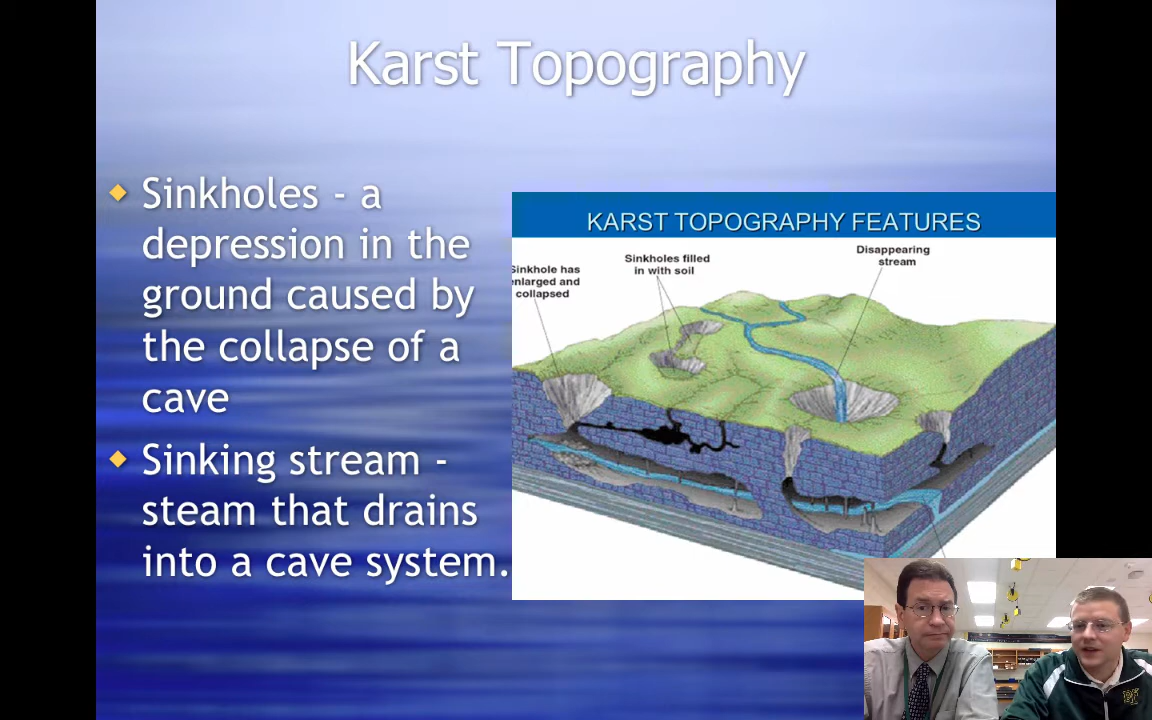 Karst Topography
Sinkholes - a
depression in the
ground caused by
the collapse of a
cave
Sinking stream -
steam that drains
into a cave system.
KARST TOPOGRAPHY FEATURES
Sinkhole has
enlarged and
collapsed
Sinkholes filled
in with soil
Disappearing
stream